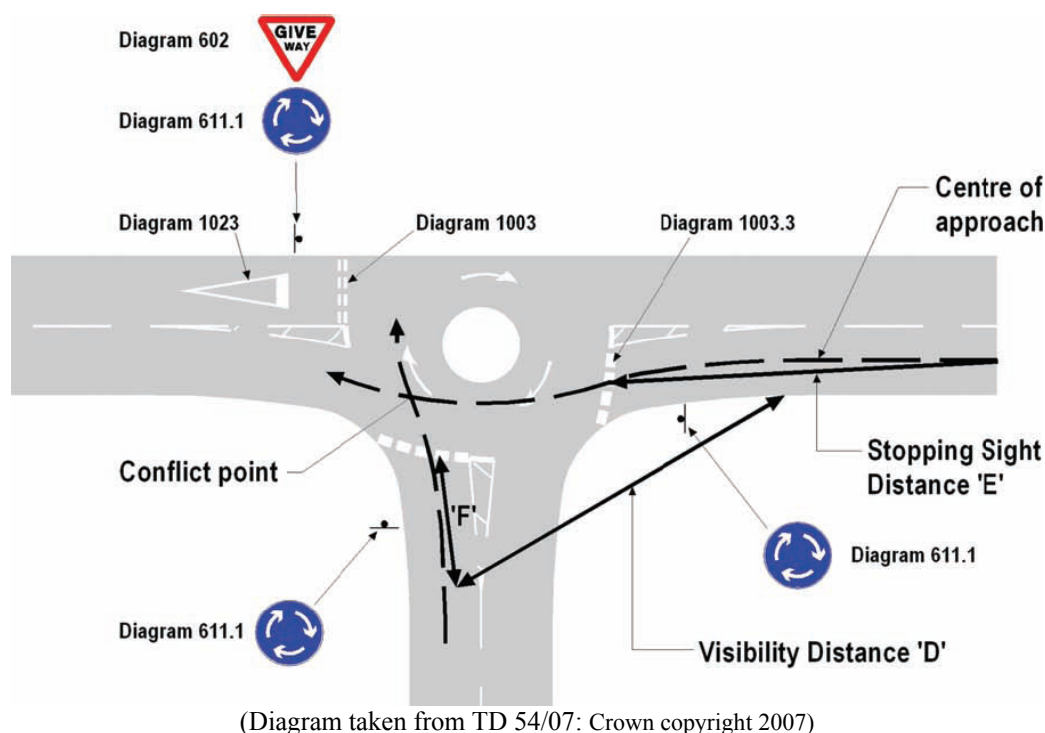 Diagram 602
GIVE
WAY
Diagram 611.1
Diagram 1023
Diagram 1003
Diagram 1003.3
Centre of
approach
Conflict point
'F'
Stopping Sight
Distance 'E'
Diagram 611.1
Diagram 611.1
Visibility Distance 'D'
(Diagram taken from TD 54/07: Crown copyright 2007)